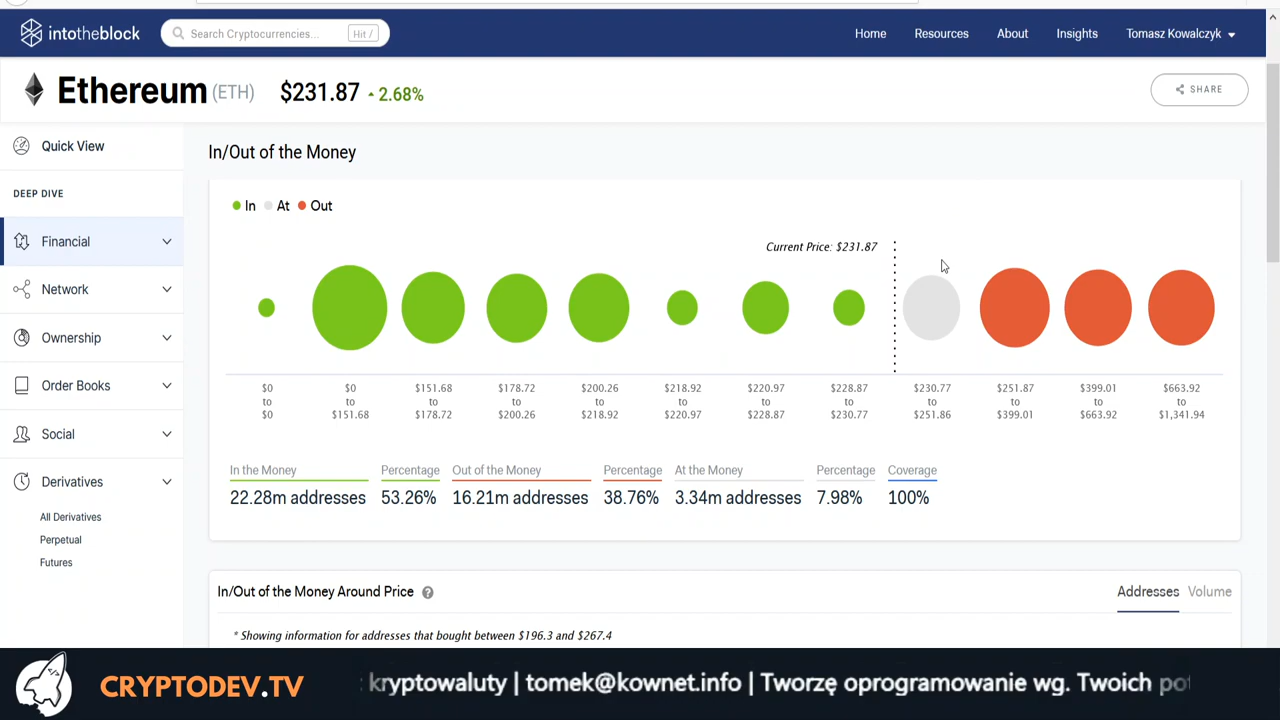 intotheblock
Search Cryptocurrencies...
Hit /
Home
Resources
About
Insights
Tomasz Kowalczyk
Ethereum (ETH) $231.87 2.68%
SHARE
Quick View
DEEP DIVE
Financial
Network
Ownership
Order Books
Social
Derivatives
All Derivatives
Perpetual
Futures
In/Out of the Money
In At Out
Current Price: $231.87
$0 to $0
$0 to $151.68
$151.68 to $178.72
$178.72 to $200.26
$200.26 to $218.92
$218.92 to $220.97
$220.97 to $228.87
$228.87 to $230.77
$230.77 to $251.86
$251.87 to $399.01
$399.01 to $663.92
$663.92 to $1,341.94
In the Money Percentage Out of the Money Percentage At the Money Percentage Coverage
22.28m addresses 53.26% 16.21m addresses 38.76% 3.34m addresses 7.98% 100%
In/Out of the Money Around Price ?
Addresses Volume
* Showing information for addresses that bought between $196.3 and $267.4
CRYPTODEV.TV
kryptowaluty | tomek@kownet.info | Tworzę oprogramowanie wg. Twoich